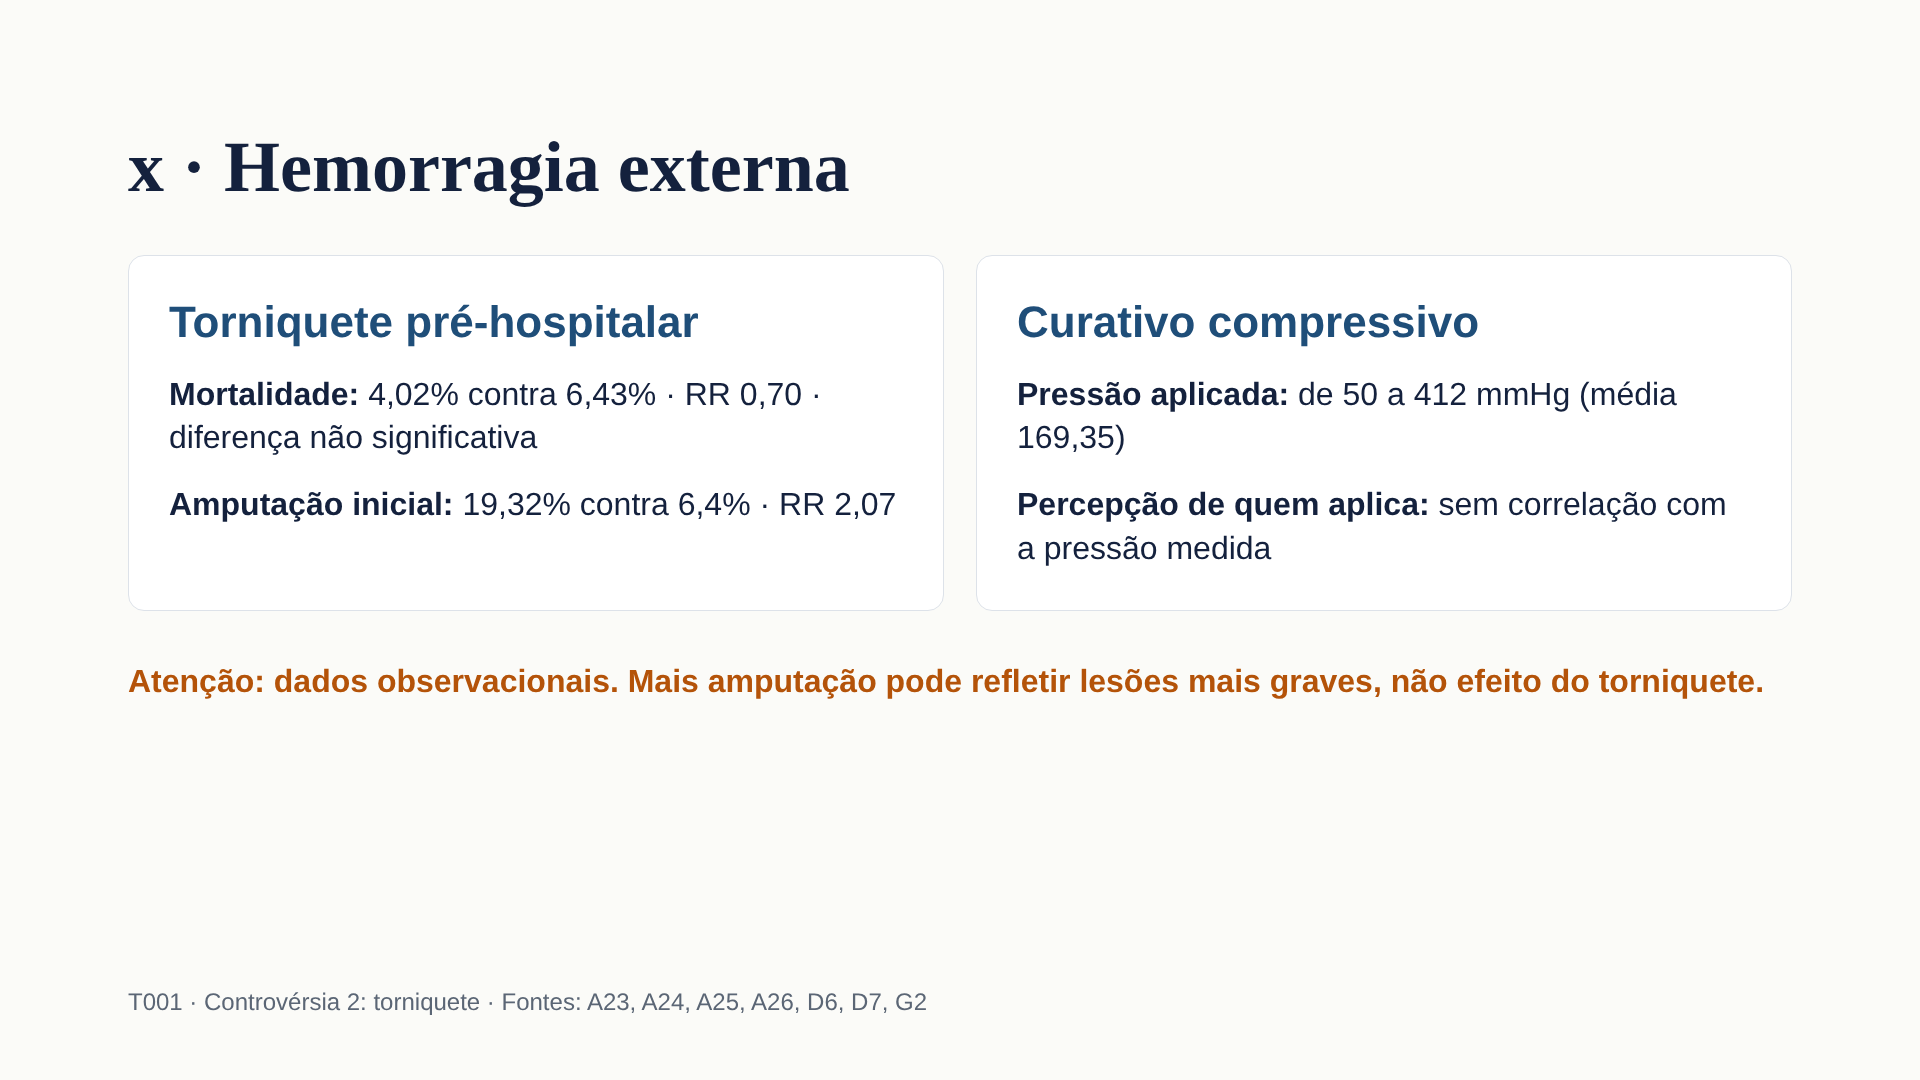 x · Hemorragia externa
Torniquete pré-hospitalar
Mortalidade: 4,02% contra 6,43% · RR 0,70 ·
diferença não significativa
Amputação inicial: 19,32% contra 6,4% · RR 2,07
Curativo compressivo
Pressão aplicada: de 50 a 412 mmHg (média
169,35)
Percepção de quem aplica: sem correlação com
a pressão medida
Atenção: dados observacionais. Mais amputação pode refletir lesões mais graves, não efeito do torniquete.
T001 · Controvérsia 2: torniquete · Fontes: A23, A24, A25, A26, D6, D7, G2